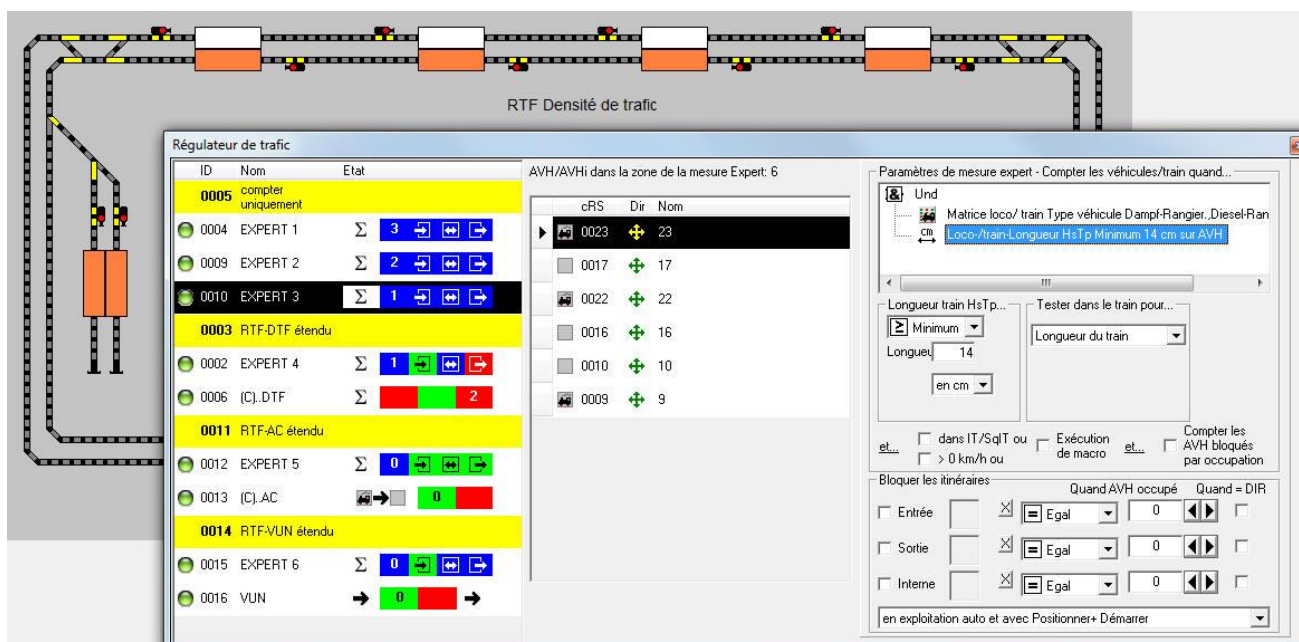 RTF Densité de trafic
Régulateur de trafic
ID Nom Etat
0005 compter
uniquement
0004 EXPERT 1 Σ 3
0009 EXPERT 2 Σ 2
0010 EXPERT 3 Σ 1
0003 RTF-DTF étendu
0002 EXPERT 4 Σ 1
0006 (C)..DTF Σ 2
0011 RTF-AC étendu
0012 EXPERT 5 Σ 0
0013 (C)..AC 0
0014 RTF-VUN étendu
0015 EXPERT 6 Σ 0
0016 VUN 0
AVH/AVHi dans la zone de la mesure Expert: 6
cRS Dir Nom
0023 23
0017 17
0022 22
0016 16
0010 10
0009 9
Paramètres de mesure expert - Compter les véhicules/train quand...
& Und
Matrice loco/ train Type véhicule Dampf-Rangier.,Diesel-Ran
cm Loco-/train-Longueur HsTp Minimum 14 cm sur AVH
Longueur train HsTp...
≥ Minimum
Longueu 14
en cm
Tester dans le train pour...
Longueur du train
et... dans IT/SqIT ou
> 0 km/h ou
Exécution
de macro
et... Compter les
AVH bloqués
par occupation
Bloquer les itinéraires
Quand AVH occupé Quand = DIR
Entrée X = Egal 0
Sortie X = Egal 0
Interne X = Egal 0
en exploitation auto et avec Positionner+ Démarrer